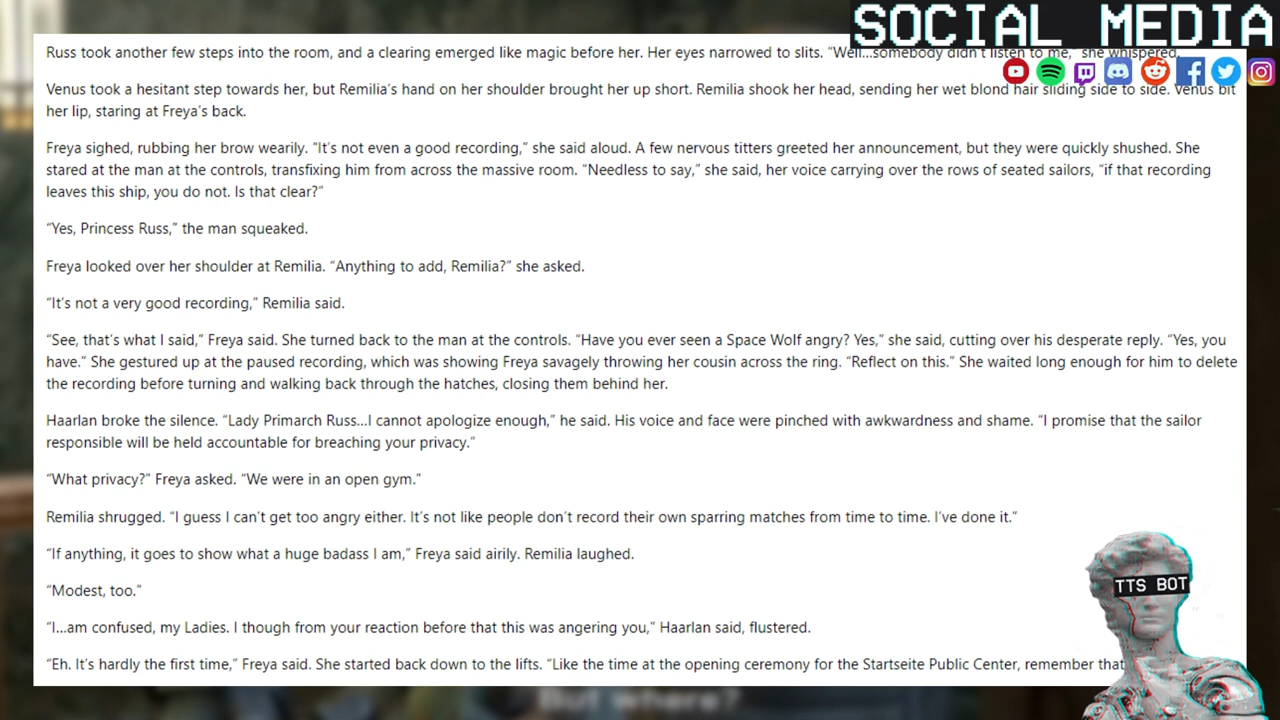 SOCIAL MEDIA
Russ took another few steps into the room, and a clearing emerged like magic before her. Her eyes narrowed to slits. “Well...somebody didn’t listen to me,” she whispered.
Venus took a hesitant step towards her, but Remilia’s hand on her shoulder brought her up short. Remilia shook her head, sending her wet blond hair sliding side to side. Venus bit
her lip, staring at Freya’s back.
Freya sighed, rubbing her brow wearily. “It’s not even a good recording,” she said aloud. A few nervous titters greeted her announcement, but they were quickly shushed. She
stared at the man at the controls, transfixing him from across the massive room. “Needless to say,” she said, her voice carrying over the rows of seated sailors, “if that recording
leaves this ship, you do not. Is that clear?”
“Yes, Princess Russ,” the man squeaked.
Freya looked over her shoulder at Remilia. “Anything to add, Remilia?” she asked.
“It’s not a very good recording,” Remilia said.
“See, that’s what I said,” Freya said. She turned back to the man at the controls. “Have you ever seen a Space Wolf angry? Yes,” she said, cutting over his desperate reply. “Yes, you
have.” She gestured up at the paused recording, which was showing Freya savagely throwing her cousin across the ring. “Reflect on this.” She waited long enough for him to delete
the recording before turning and walking back through the hatches, closing them behind her.
Haarlan broke the silence. “Lady Primarch Russ...I cannot apologize enough,” he said. His voice and face were pinched with awkwardness and shame. “I promise that the sailor
responsible will be held accountable for breaching your privacy.”
“What privacy?” Freya asked. “We were in an open gym.”
Remilia shrugged. “I guess I can’t get too angry either. It’s not like people don’t record their own sparring matches from time to time. I’ve done it.”
“If anything, it goes to show what a huge badass I am,” Freya said airily. Remilia laughed.
“Modest, too.”
“I...am confused, my Ladies. I though from your reaction before that this was angering you,” Haarlan said, flustered.
“Eh. It’s hardly the first time,” Freya said. She started back down to the lifts. “Like the time at the opening ceremony for the Startseite Public Center, remember that
TTS BOT
But where?